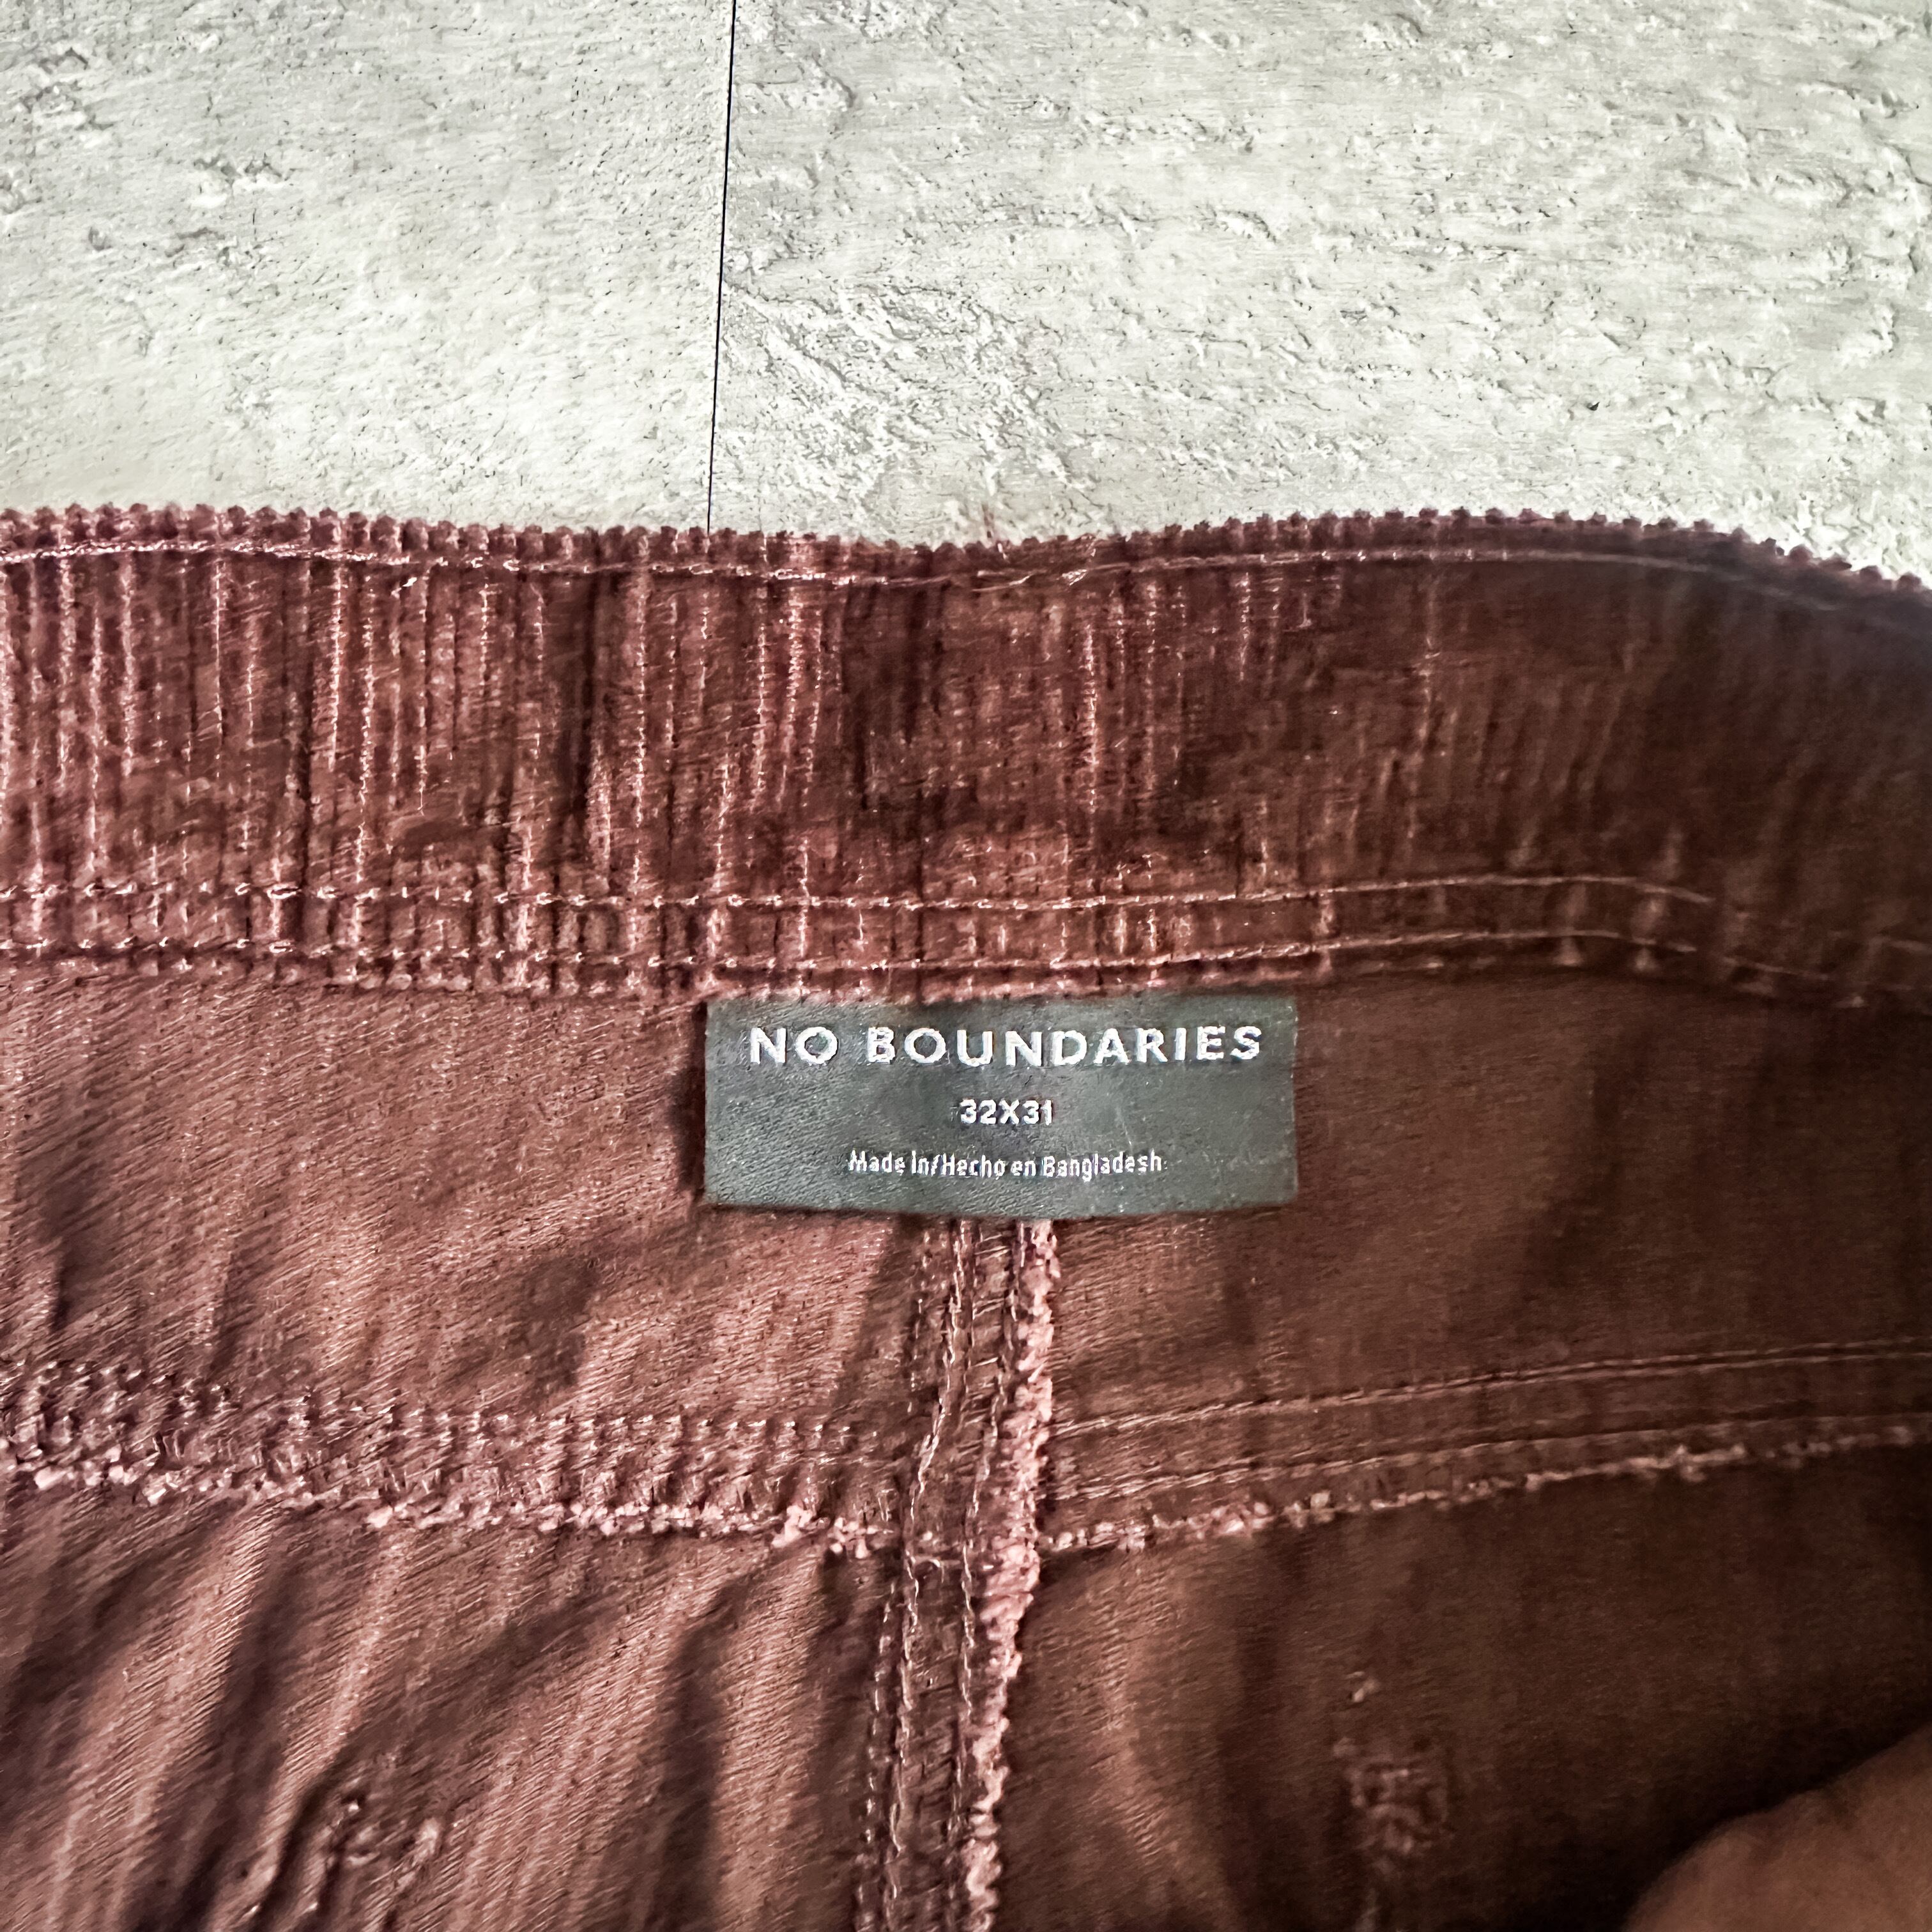 NO BOUNDARIES
32X31
Made In/Hecho en Bangladesh